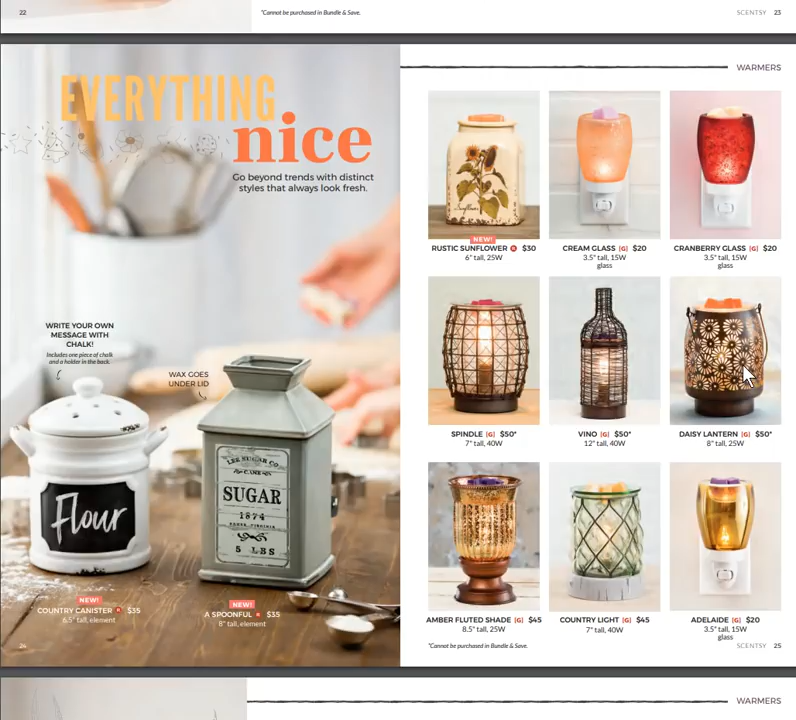 22
*Cannot be purchased in Bundle & Save.
SCENTSY 23
EVERYTHING
nice
Go beyond trends with distinct
styles that always look fresh.
WRITE YOUR OWN
MESSAGE WITH
CHALK!
Includes one piece of chalk
and a holder in the back.
WAX GOES
UNDER LID
Flour
LEE SUGAR CO.
SUGAR
1874
5 LBS
NEW!
COUNTRY CANISTER R $35
6.5" tall, element
NEW!
A SPOONFUL R $35
8" tall, element
24
WARMERS
NEW!
RUSTIC SUNFLOWER R $30
6" tall, 25W
CREAM GLASS [G] $20
3.5" tall, 15W
glass
CRANBERRY GLASS [G] $20
3.5" tall, 15W
glass
SPINDLE [G] $50*
7" tall, 40W
VINO [G] $50*
12" tall, 40W
DAISY LANTERN [G] $50*
8" tall, 25W
AMBER FLUTED SHADE [G] $45
8.5" tall, 25W
COUNTRY LIGHT [G] $45
7" tall, 40W
ADELAIDE [G] $20
3.5" tall, 15W
glass
*Cannot be purchased in Bundle & Save.
SCENTSY 25
WARMERS